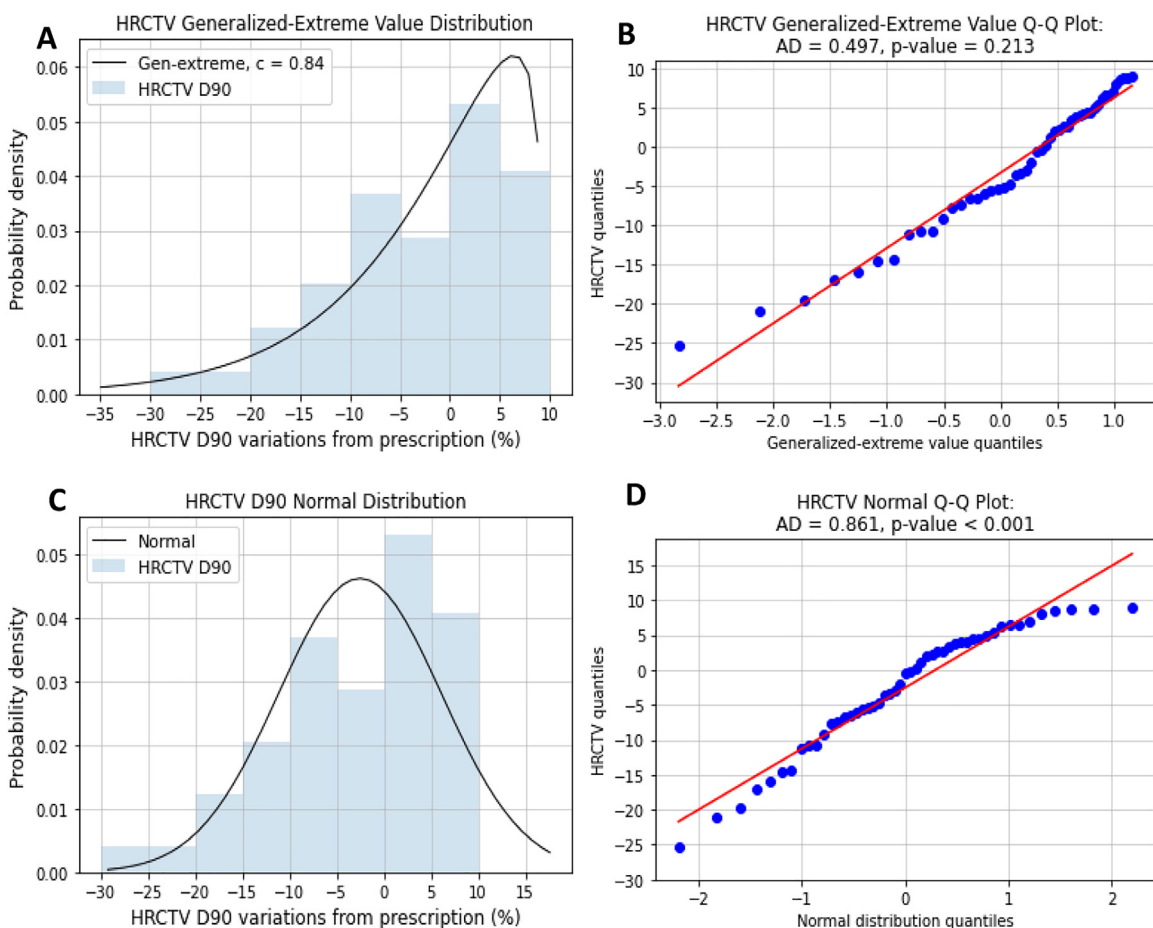 A
HRCTV Generalized-Extreme Value Distribution
Gen-extreme, c = 0.84
HRCTV D90
Probability density
0.06
0.05
0.04
0.03
0.02
0.01
0.00
−35 −30 −25 −20 −15 −10 −5 0 5 10
HRCTV D90 variations from prescription (%)
B
HRCTV Generalized-Extreme Value Q-Q Plot:
AD = 0.497, p-value = 0.213
HRCTV quantiles
10
5
0
−5
−10
−15
−20
−25
−30
−3.0 −2.5 −2.0 −1.5 −1.0 −0.5 0.0 0.5 1.0
Generalized-extreme value quantiles
C
HRCTV D90 Normal Distribution
Normal
HRCTV D90
Probability density
0.05
0.04
0.03
0.02
0.01
0.00
−30 −25 −20 −15 −10 −5 0 5 10 15
HRCTV D90 variations from prescription (%)
D
HRCTV Normal Q-Q Plot:
AD = 0.861, p-value < 0.001
HRCTV quantiles
15
10
5
0
−5
−10
−15
−20
−25
−30
−2 −1 0 1 2
Normal distribution quantiles